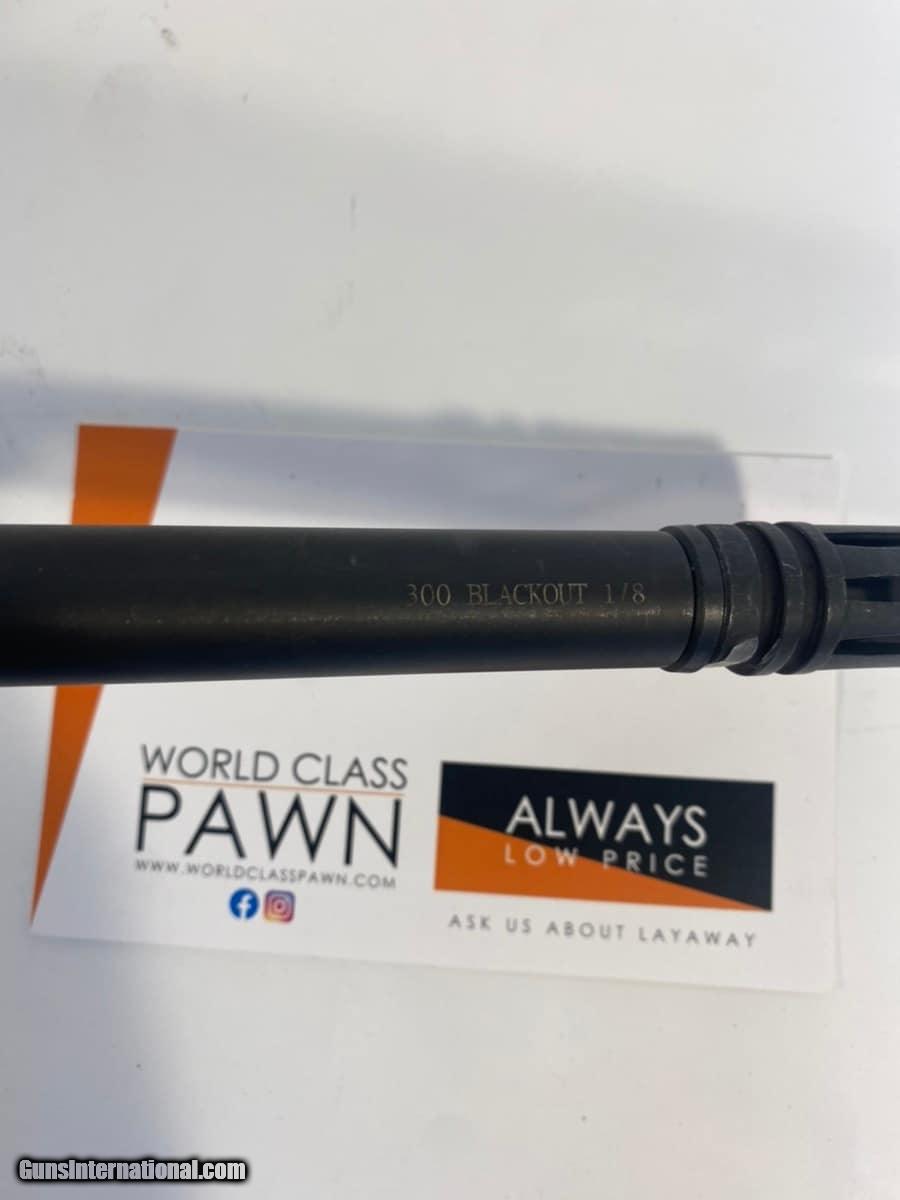 300 BLACKOUT 1/8
WORLD CLASS
PAWN
WWW.WORLDCLASSPAWN.COM
ALWAYS
LOW PRICE
ASK US ABOUT LAYAWAY
GunsInternational.com